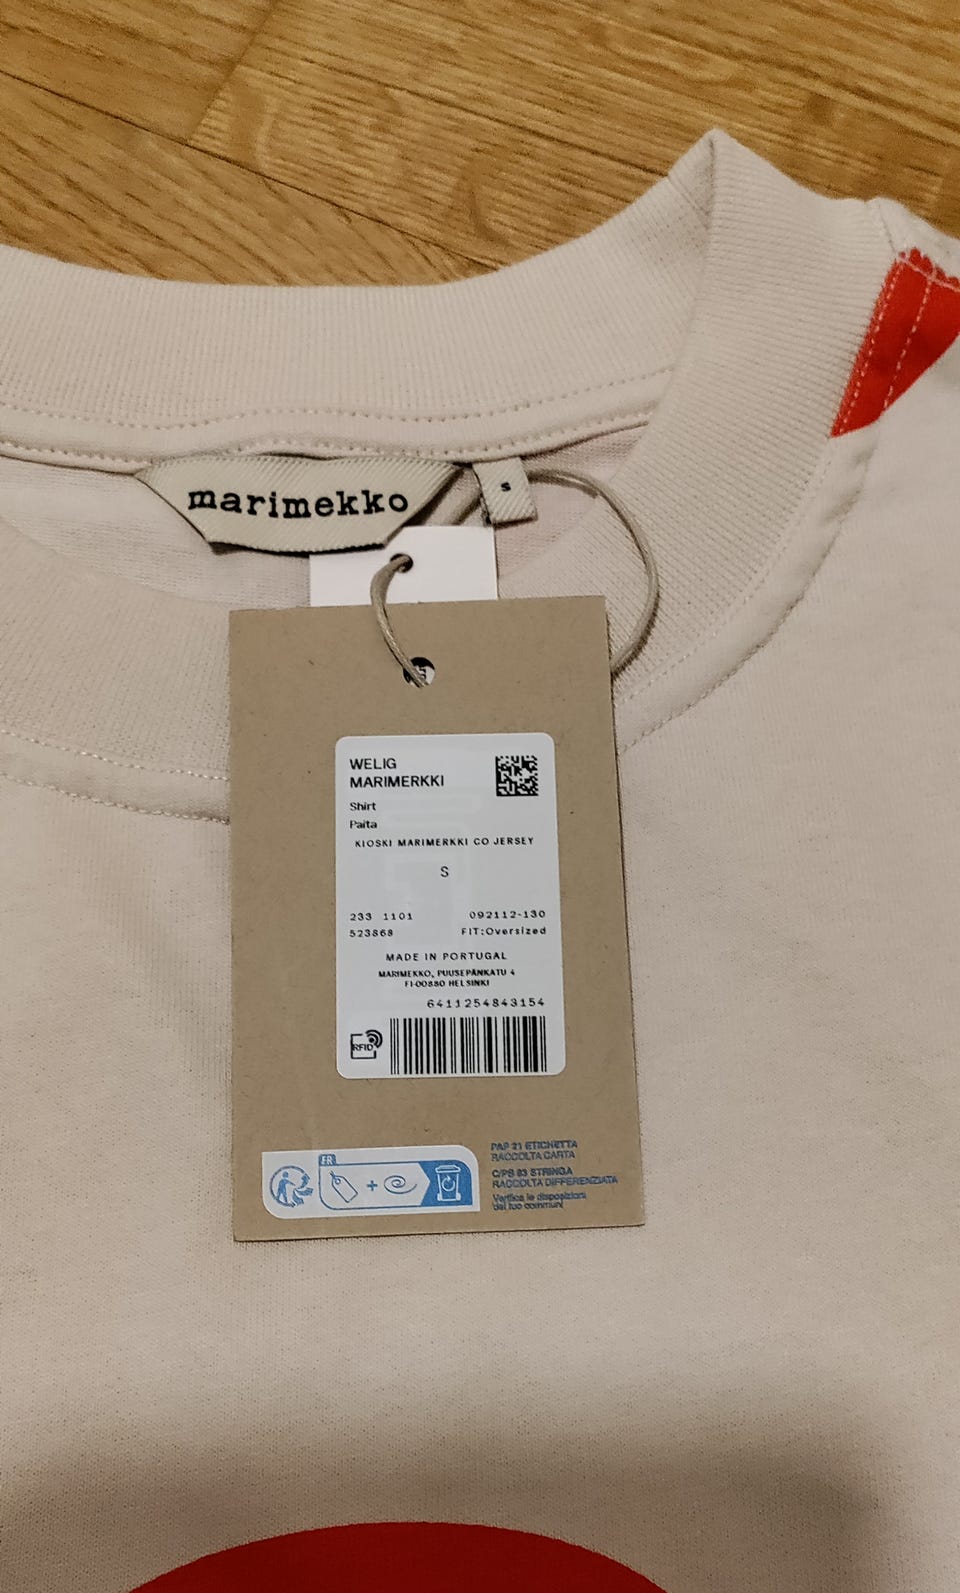 marimekko
s
WELIG
MARIMERKKI
Shirt
Paita
KIOSKI MARIMERKKI CO JERSEY
S
233 1101 092112-130
523868 FIT:Oversized
MADE IN PORTUGAL
MARIMEKKO, PUUSEPÄNKATU 4
FI-00880 HELSINKI
6411254843154
RFID
FR
PAP 21 ETICHETTA
RACCOLTA CARTA
C/PS 83 STRINGA
RACCOLTA DIFFERENZIATA
Verifica le disposizioni
del tuo communi